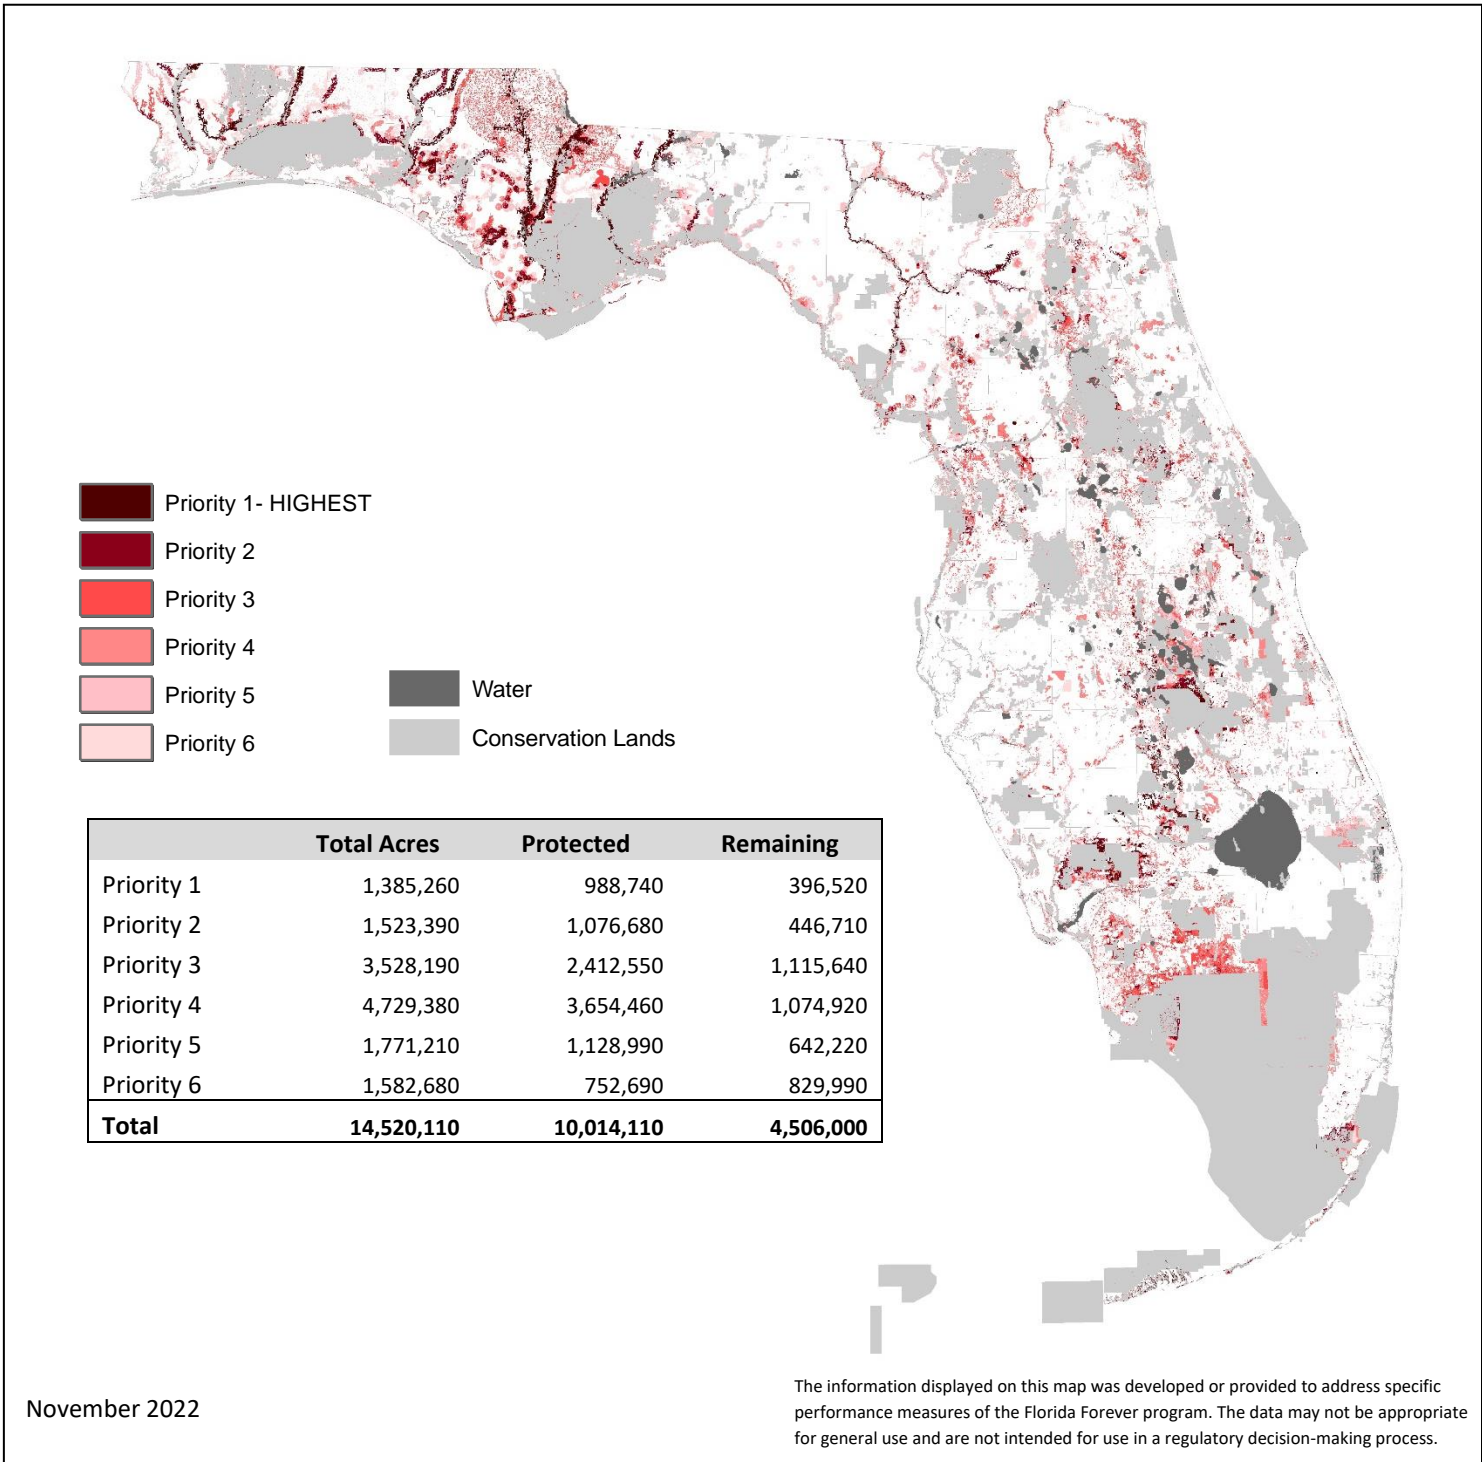 Priority 1- HIGHEST
Priority 2
Priority 3
Priority 4
Priority 5
Priority 6
Water
Conservation Lands
Total Acres Protected Remaining
Priority 1 1,385,260 988,740 396,520
Priority 2 1,523,390 1,076,680 446,710
Priority 3 3,528,190 2,412,550 1,115,640
Priority 4 4,729,380 3,654,460 1,074,920
Priority 5 1,771,210 1,128,990 642,220
Priority 6 1,582,680 752,690 829,990
Total 14,520,110 10,014,110 4,506,000
November 2022
The information displayed on this map was developed or provided to address specific
performance measures of the Florida Forever program. The data may not be appropriate
for general use and are not intended for use in a regulatory decision-making process.